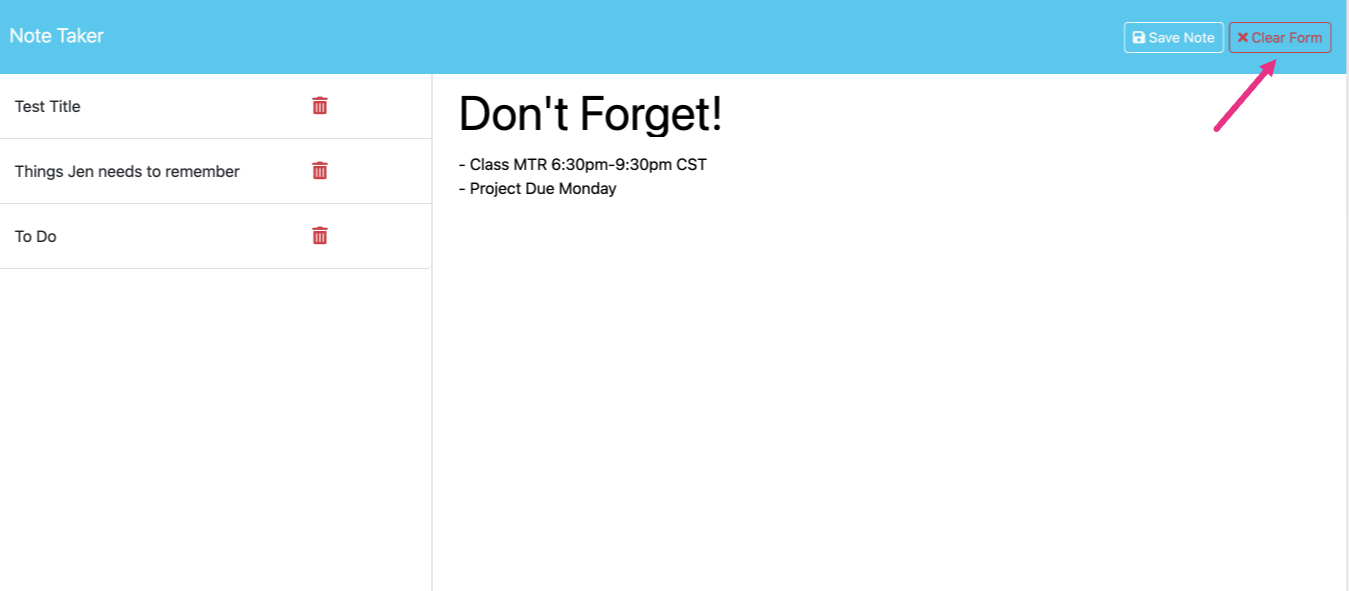 Note Taker
Save Note
Clear Form
Test Title
Things Jen needs to remember
To Do
Don't Forget!
- Class MTR 6:30pm-9:30pm CST
- Project Due Monday